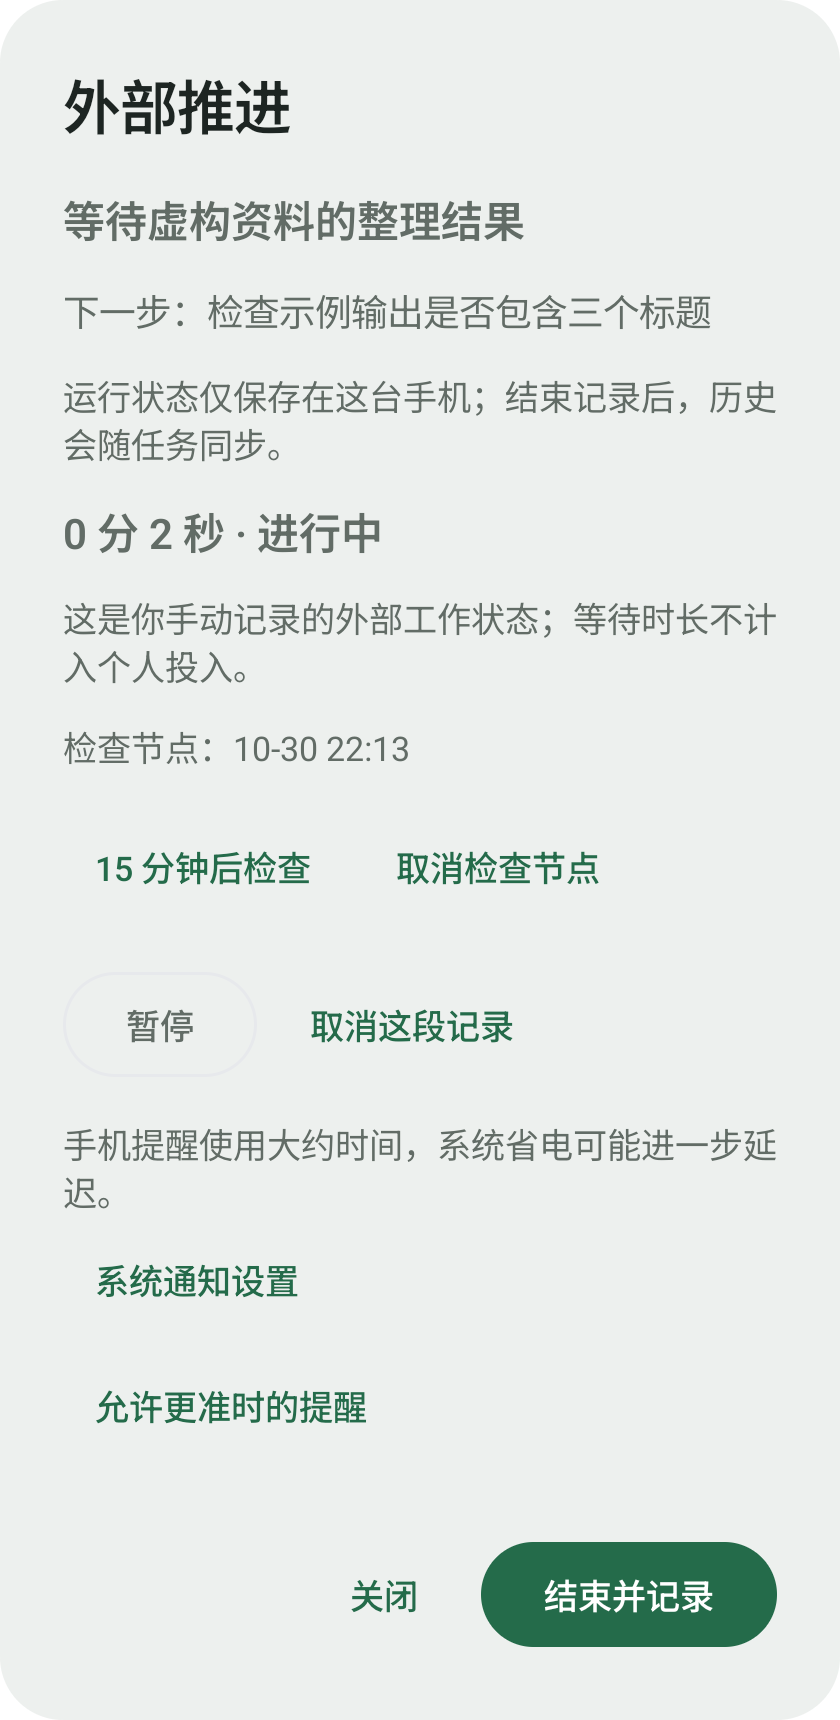 外部推进
等待虚构资料的整理结果
下一步：检查示例输出是否包含三个标题
运行状态仅保存在这台手机；结束记录后，历史
会随任务同步。
0 分 2 秒 · 进行中
这是你手动记录的外部工作状态；等待时长不计
入个人投入。
检查节点：10-30 22:13
15 分钟后检查 取消检查节点
暂停 取消这段记录
手机提醒使用大约时间，系统省电可能进一步延
迟。
系统通知设置
允许更准时的提醒
关闭 结束并记录